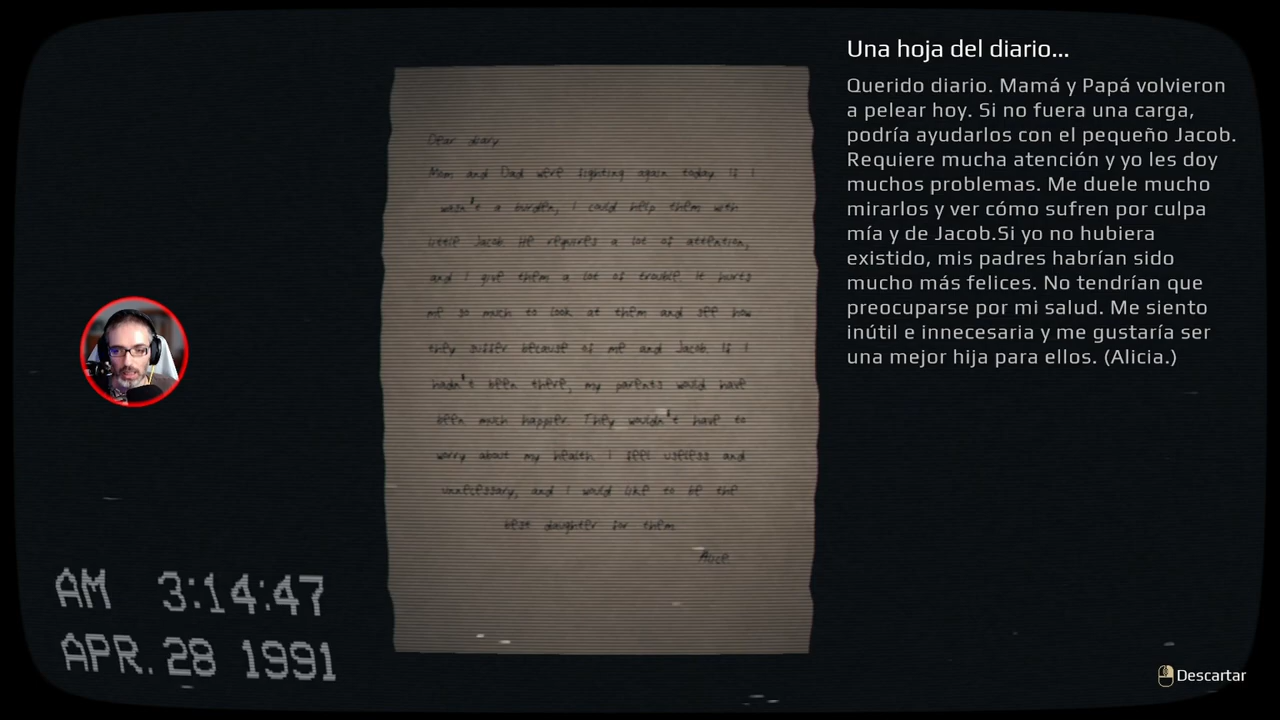 Una hoja del diario...
Querido diario. Mamá y Papá volvieron
a pelear hoy. Si no fuera una carga,
podría ayudarlos con el pequeño Jacob.
Requiere mucha atención y yo les doy
muchos problemas. Me duele mucho
mirarlos y ver cómo sufren por culpa
mía y de Jacob.Si yo no hubiera
existido, mis padres habrían sido
mucho más felices. No tendrían que
preocuparse por mi salud. Me siento
inútil e innecesaria y me gustaría ser
una mejor hija para ellos. (Alicia.)
Dear diary
Mom and Dad were fighting again today. If I
wasn't a burden, I could help them with
little Jacob. He requires a lot of attention,
and I give them a lot of trouble. It hurts
me so much to look at them and see how
they suffer because of me and Jacob. If I
hadn't been there, my parents would have
been much happier. They wouldn't have to
worry about my health. I feel useless and
unnecessary, and I would like to be the
best daughter for them
Alice.
AM 3:14:47
APR. 28 1991
Descartar